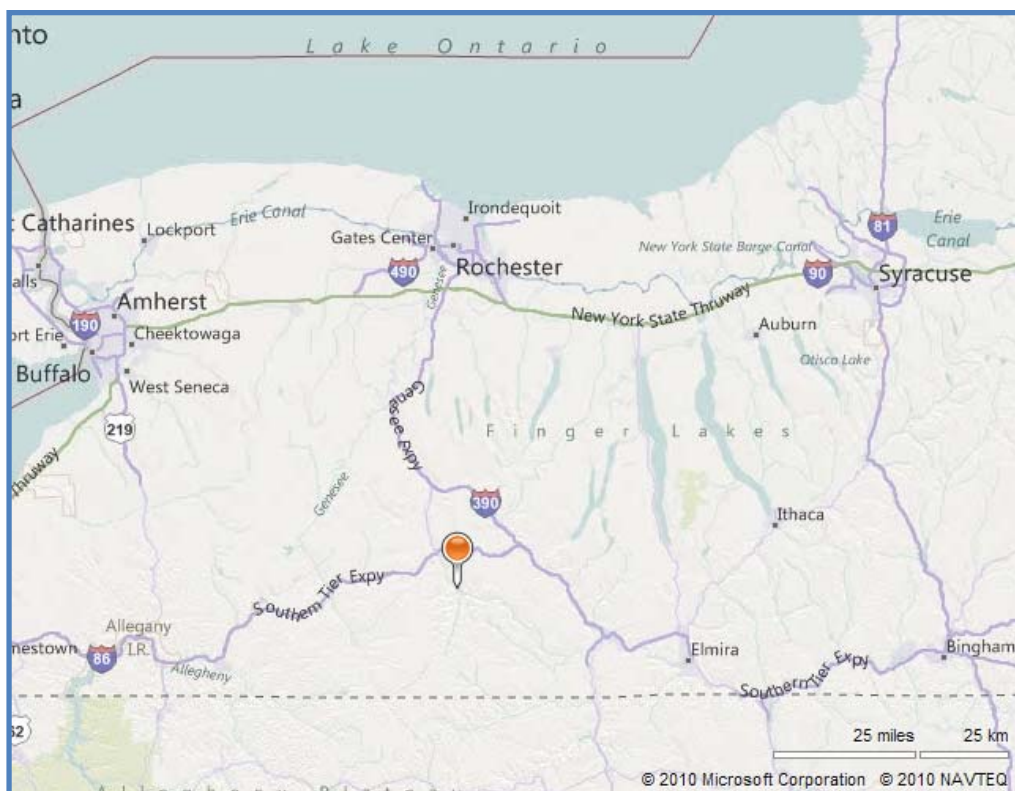 nto
Lake Ontario
a
Irondequoit
t Catharines
Lockport
Erie Canal
Gates Center
490
Rochester
Genesee
New York State Barge Canal
81
Erie
Canal
90
Syracuse
alls
Amherst
190
ort Erie
Cheektowaga
New York State Thruway
Auburn
Otisco Lake
Buffalo
West Seneca
219
Genesee Expy
Finger Lakes
Thruway
Genesee
390
Ithaca
Southern Tier Expy
Allegany
I.R.
mestown
86
Allegheny
Elmira
Southern Tier Expy
Bingham
62
25 miles
25 km
© 2010 Microsoft Corporation © 2010 NAVTEQ